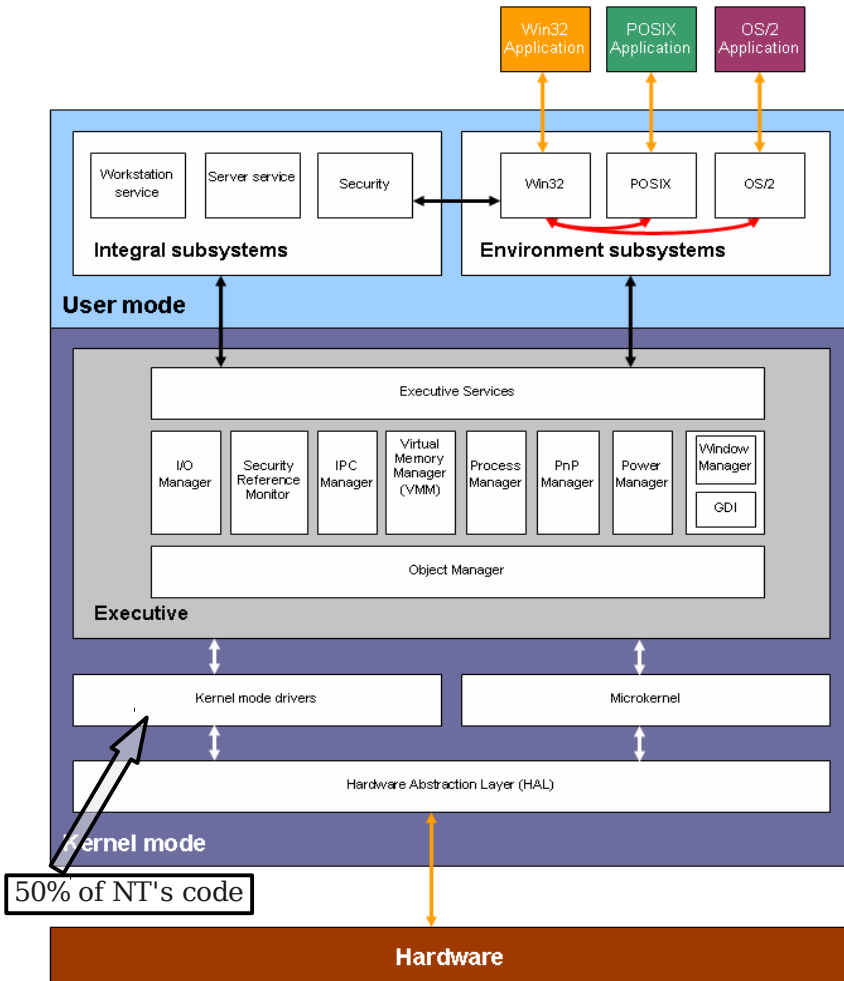 Win32
Application
POSIX
Application
OS/2
Application
Workstation
service
Server service
Security
Integral subsystems
Win32
POSIX
OS/2
Environment subsystems
User mode
Executive Services
I/O
Manager
Security
Reference
Monitor
IPC
Manager
Virtual
Memory
Manager
(VMM)
Process
Manager
PnP
Manager
Power
Manager
Window
Manager
GDI
Object Manager
Executive
Kernel mode drivers
Microkernel
Hardware Abstraction Layer (HAL)
Kernel mode
50% of NT's code
Hardware